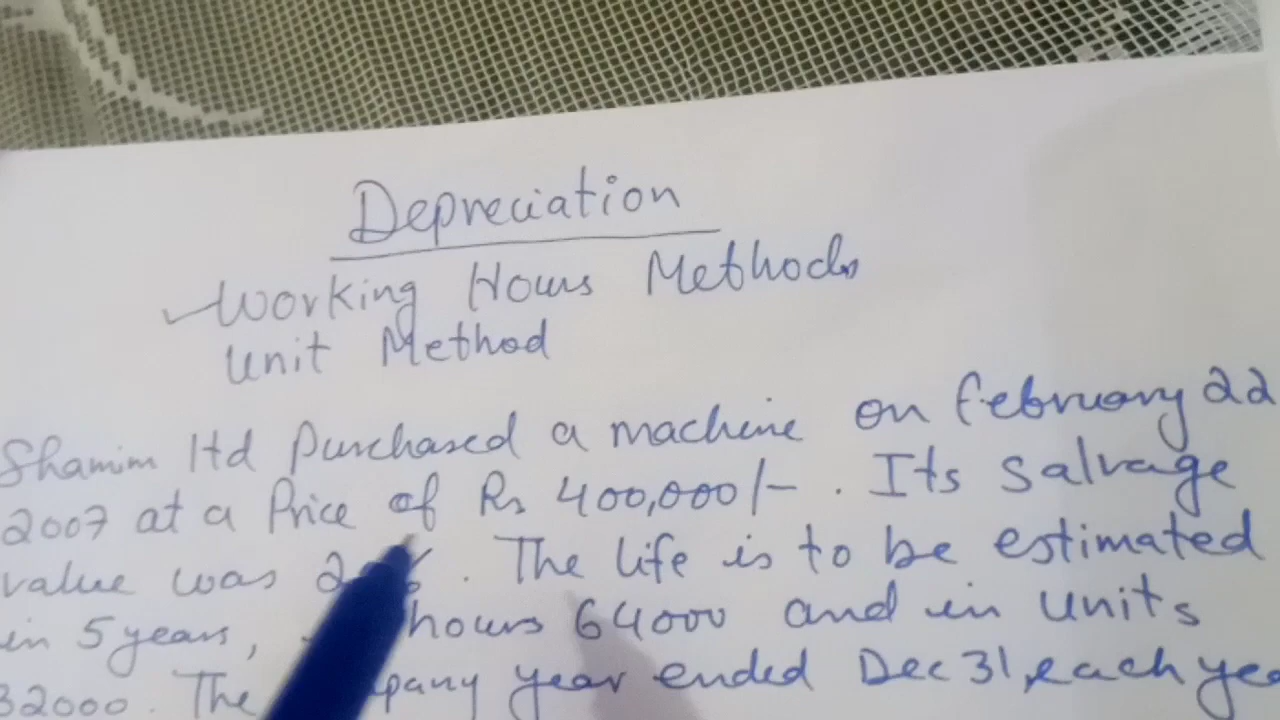 Depreciation
Working Hours Methods
Unit Method
Shamim ltd purchased a machine on february 22
2007 at a Price of Rs 400,000/- . Its salvage
value was . The life is to be estimated
in 5 years, hours 64000 and in units
32000. The year ended Dec 31, each